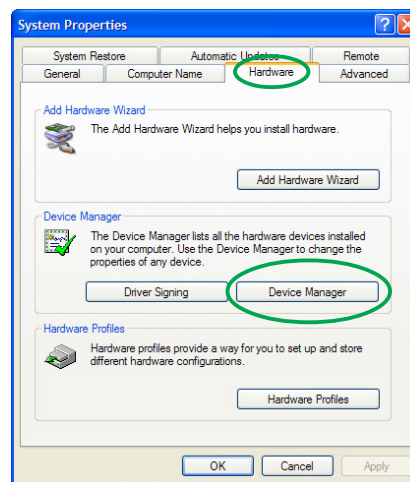 System Properties
System Restore Automatic Updates Remote
General Computer Name Hardware Advanced
Add Hardware Wizard
The Add Hardware Wizard helps you install hardware.
Add Hardware Wizard
Device Manager
The Device Manager lists all the hardware devices installed
on your computer. Use the Device Manager to change the
properties of any device.
Driver Signing Device Manager
Hardware Profiles
Hardware profiles provide a way for you to set up and store
different hardware configurations.
Hardware Profiles
OK Cancel Apply